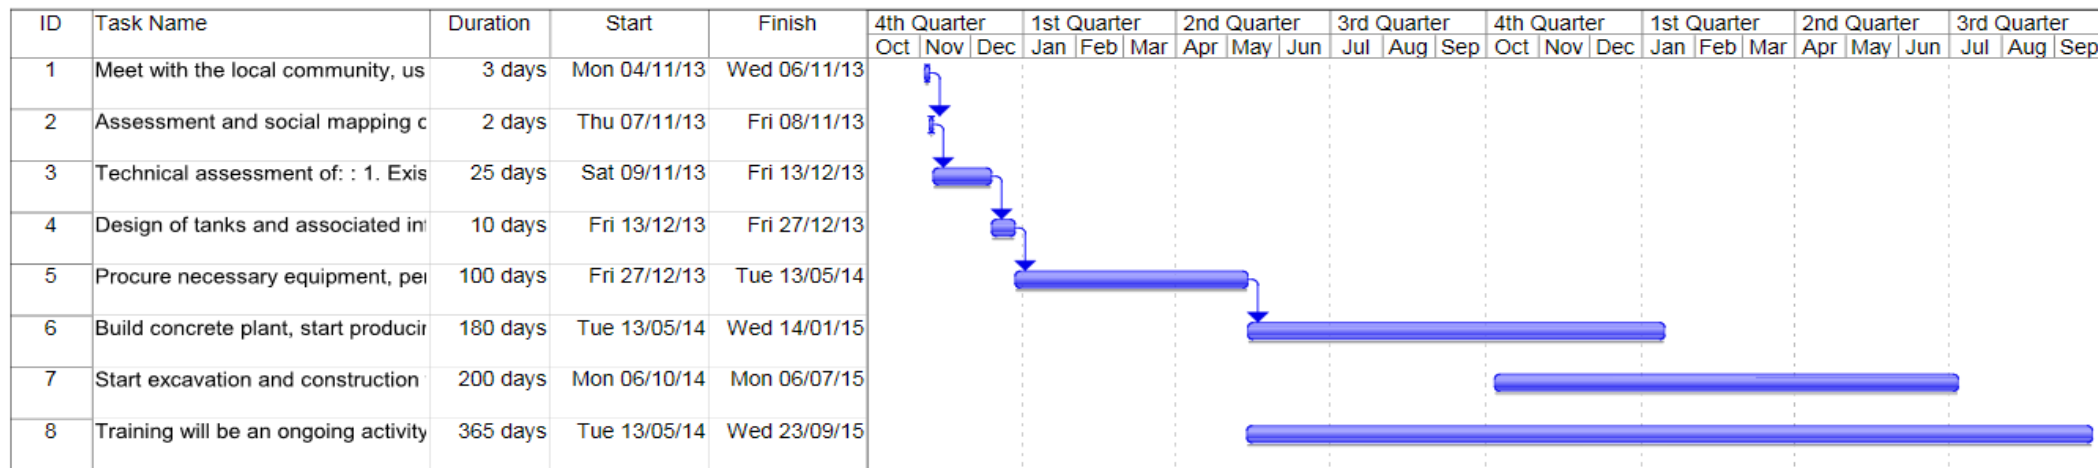 ID Task Name Duration Start Finish 4th Quarter 1st Quarter 2nd Quarter 3rd Quarter 4th Quarter 1st Quarter 2nd Quarter 3rd Quarter
Oct Nov Dec Jan Feb Mar Apr May Jun Jul Aug Sep Oct Nov Dec Jan Feb Mar Apr May Jun Jul Aug Sep
1 Meet with the local community, us 3 days Mon 04/11/13 Wed 06/11/13
2 Assessment and social mapping c 2 days Thu 07/11/13 Fri 08/11/13
3 Technical assessment of: : 1. Exis 25 days Sat 09/11/13 Fri 13/12/13
4 Design of tanks and associated in 10 days Fri 13/12/13 Fri 27/12/13
5 Procure necessary equipment, per 100 days Fri 27/12/13 Tue 13/05/14
6 Build concrete plant, start producir 180 days Tue 13/05/14 Wed 14/01/15
7 Start excavation and construction 200 days Mon 06/10/14 Mon 06/07/15
8 Training will be an ongoing activity 365 days Tue 13/05/14 Wed 23/09/15